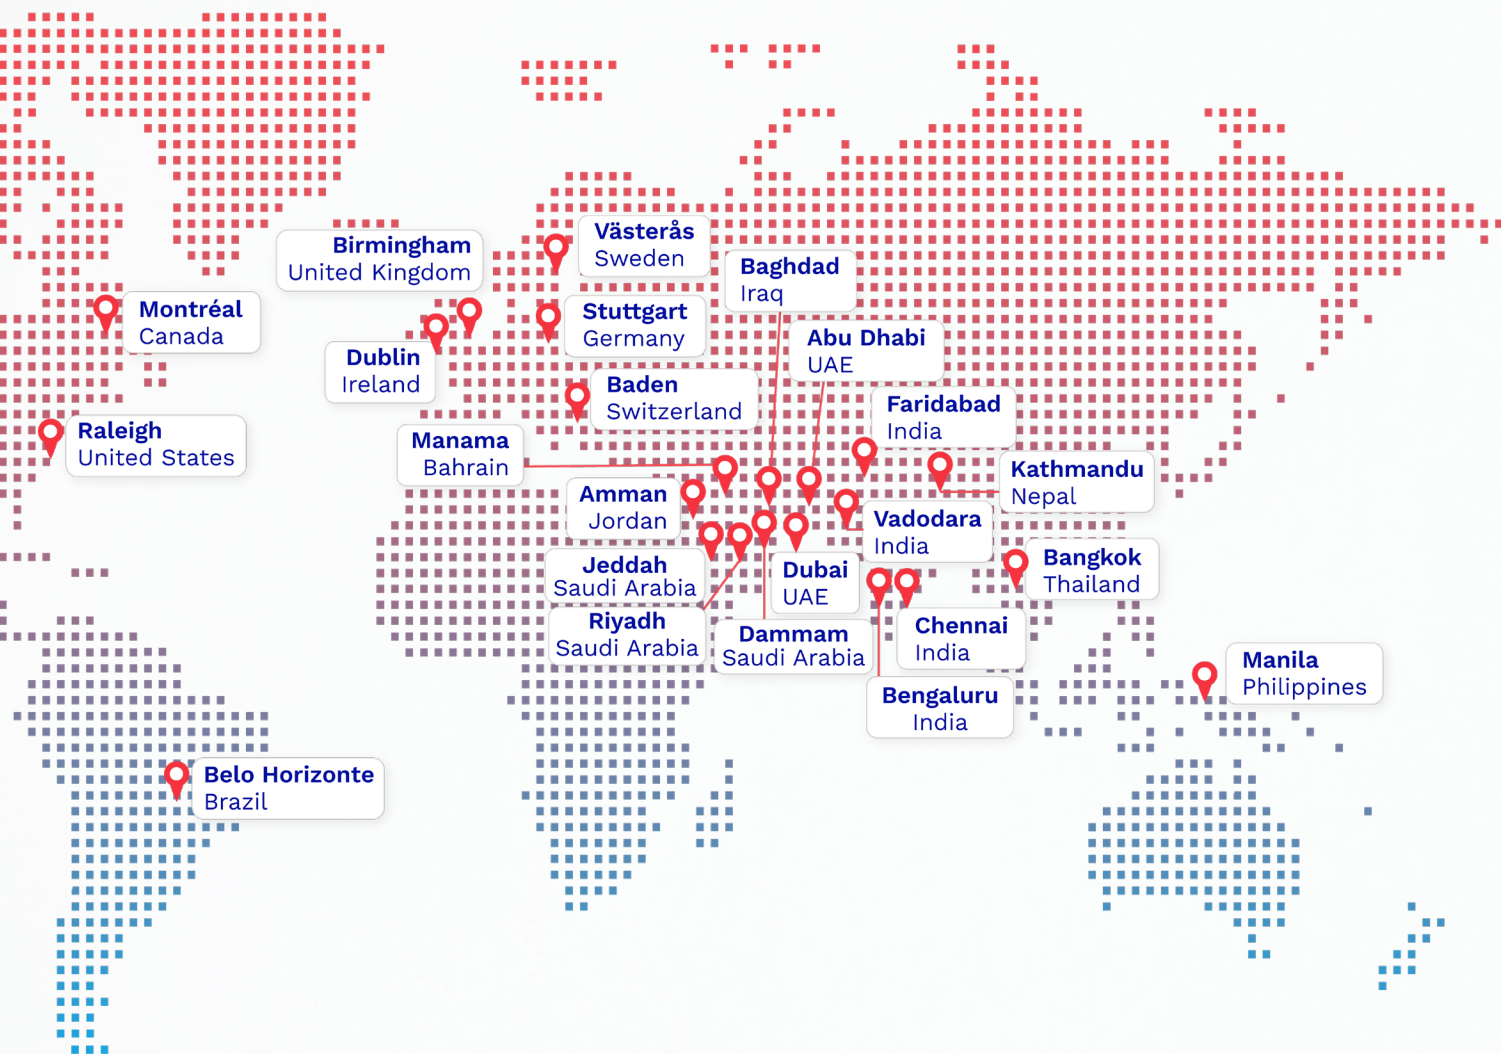 Västerås
Sweden
Birmingham
United Kingdom
Baghdad
Iraq
Montréal
Canada
Stuttgart
Germany
Abu Dhabi
UAE
Dublin
Ireland
Baden
Switzerland
Faridabad
India
Raleigh
United States
Manama
Bahrain
Kathmandu
Nepal
Amman
Jordan
Vadodara
India
Bangkok
Thailand
Jeddah
Saudi Arabia
Dubai
UAE
Riyadh
Saudi Arabia
Dammam
Saudi Arabia
Chennai
India
Manila
Philippines
Bengaluru
India
Belo Horizonte
Brazil